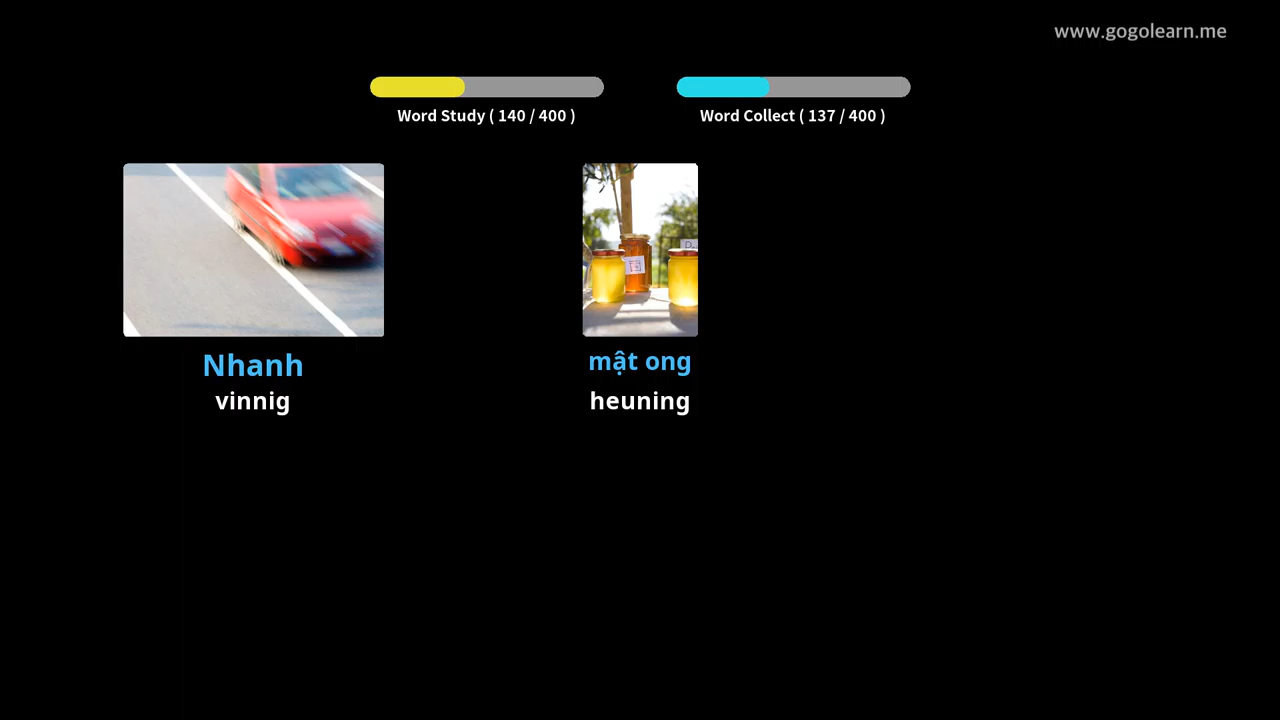 www.gogolearn.me
Word Study ( 140 / 400 )
Word Collect ( 137 / 400 )
Nhanh
vinnig
mật ong
heuning